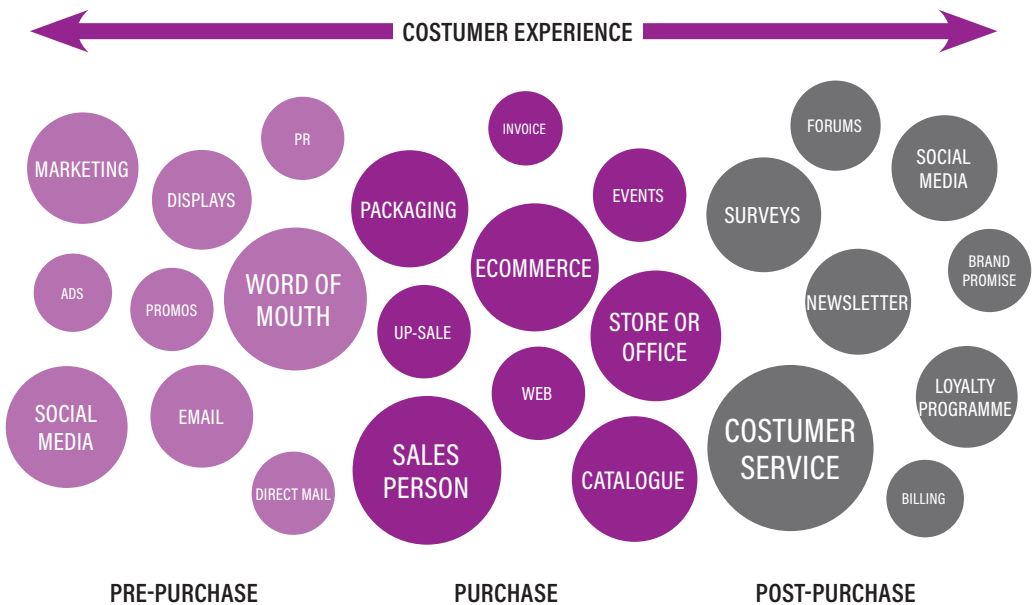 COSTUMER EXPERIENCE
MARKETING
DISPLAYS
PR
ADS
PROMOS
WORD OF
MOUTH
SOCIAL
MEDIA
EMAIL
DIRECT MAIL
PACKAGING
INVOICE
EVENTS
ECOMMERCE
UP-SALE
STORE OR
OFFICE
WEB
SALES
PERSON
CATALOGUE
FORUMS
SOCIAL
MEDIA
SURVEYS
BRAND
PROMISE
NEWSLETTER
LOYALTY
PROGRAMME
COSTUMER
SERVICE
BILLING
PRE-PURCHASE
PURCHASE
POST-PURCHASE